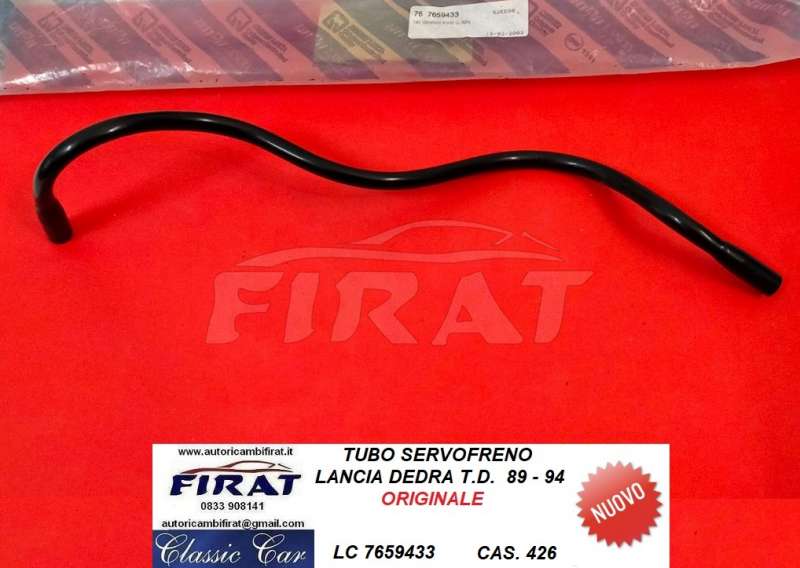 76 7659433
FIRAT
www.autoricambifirat.it
FIRAT
0833 908141
autoricambifirat@gmail.com
Classic Car
TUBO SERVOFRENO
LANCIA DEDRA T.D. 89 - 94
ORIGINALE
LC 7659433 CAS. 426
NUOVO